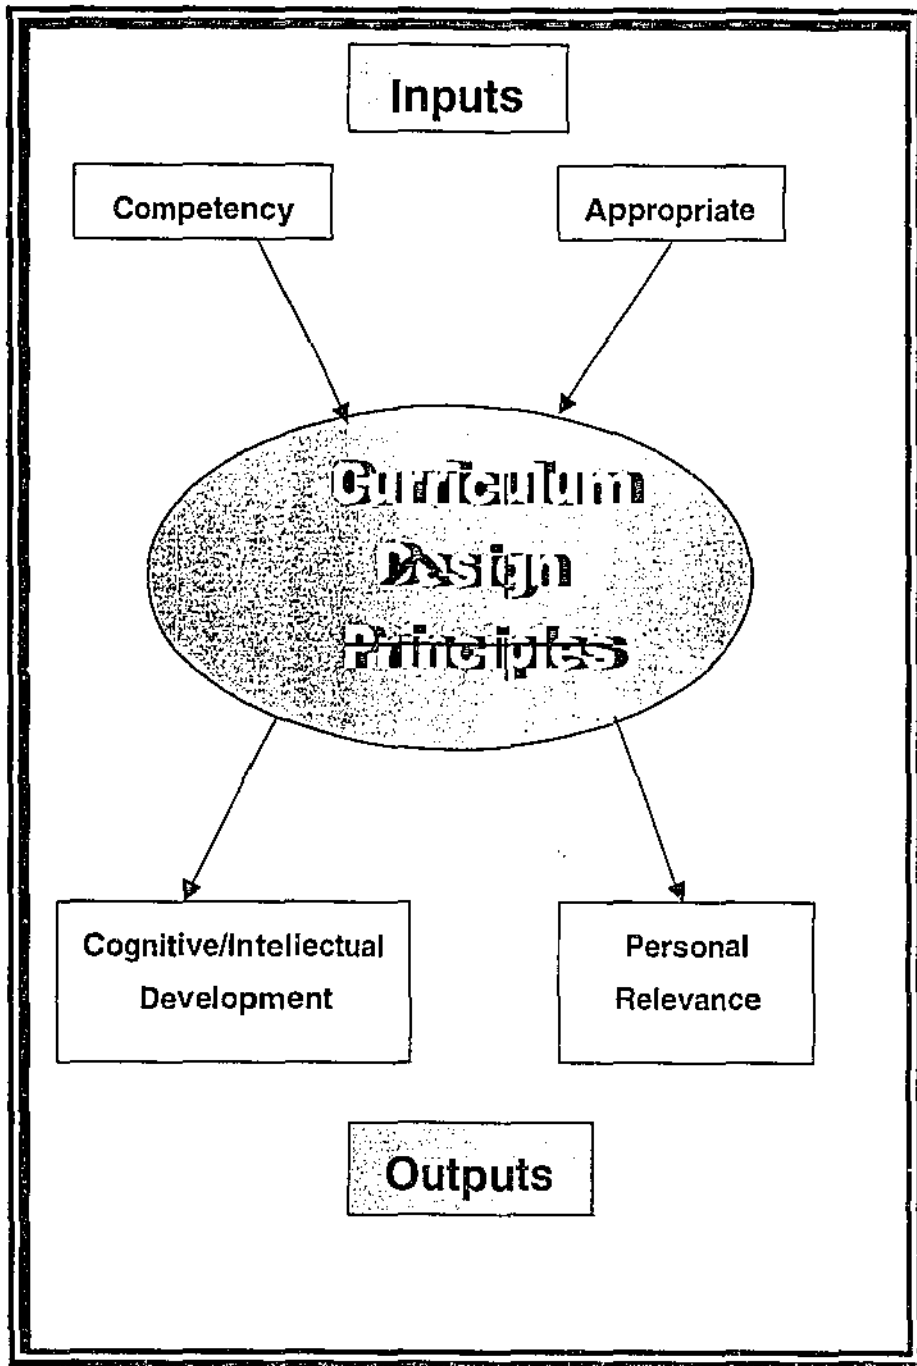 Inputs
Competency
Appropriate
Curriculum
Design
Principles
Cognitive/Intellectual
Development
Personal
Relevance
Outputs